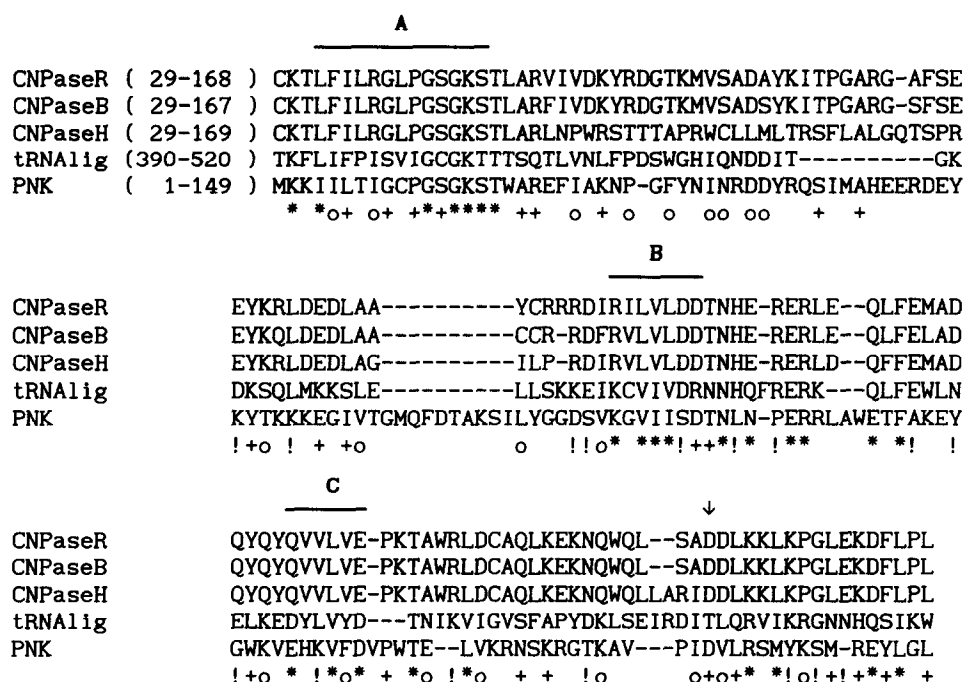 A
CNPaseR ( 29-168 ) CKTLFILRGLPGSGKSTLARVIVDKYRDGTKMVSADAYKITPGARG-AFSE
CNPaseB ( 29-167 ) CKTLFILRGLPGSGKSTLARFIVDKYRDGTKMVSADSYKITPGARG-SFSE
CNPaseH ( 29-169 ) CKTLFILRGLPGSGKSTLARLNPWRSTTTAPRWCLLMLTRSFLALGQTSPR
tRNAlig (390-520 ) TKFLIFPISVIGCGKTTTSQTLVNLFPDSWGHIQNDDIT----------GK
PNK ( 1-149 ) MKKIILTIGCPGSGKSTWAREFIAKNP-GFYNINRDDYRQSIMAHEERDEY
* *o+ o+ +*+**** ++ o + o o oo oo + +
B
CNPaseR EYKRLDEDLAA----------YCRRRDIRILVLDDTNHE-RERLE--QLFEMAD
CNPaseB EYKQLDEDLAA----------CCR-RDFRVLVLDDTNHE-RERLE--QLFELAD
CNPaseH EYKRLDEDLAG----------ILP-RDIRVLVLDDTNHE-RERLD--QFFEMAD
tRNAlig DKSQLMKKSLE----------LLSKKEIKCVIVDRNNHQFRERK---QLFEWLN
PNK KYTKKKEGIVTGMQFDTAKSILYGGDSVKGVIISDTNLN-PERRLAWETFAKEY
!+o ! + +o o !!o* ***!++*!* !** * *! !
C ↓
CNPaseR QYQYQVVLVE-PKTAWRLDCAQLKEKNQWQL--SADDLKKLKPGLEKDFLPL
CNPaseB QYQYQVVLVE-PKTAWRLDCAQLKEKNQWQL--SADDLKKLKPGLEKDFLPL
CNPaseH QYQYQVVLVE-PKTAWRLDCAQLKEKNQWQLLARIDDLKKLKPGLEKDFLPL
tRNAlig ELKEDYLVYD---TNIKVIGVSFAPYDKLSEIRDITLQRVIKRGNNHQSIKW
PNK GWKVEHKVFDVPWTE--LVKRNSKRGTKAV---PIDVLRSMYKSM-REYLGL
!+o * !*o* + *o !*o + + !o o+o+ * *!o!+!+*+* +